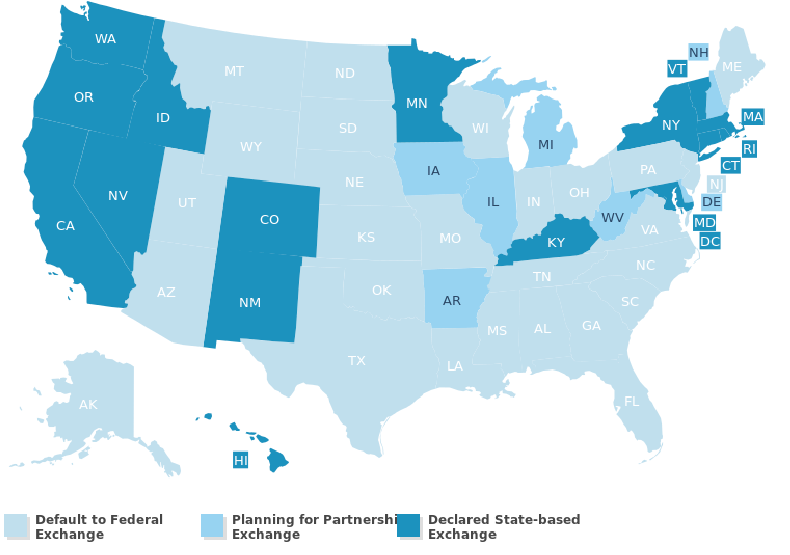 NH
WA
VT
ME
MT
ND
OR
MN
ID
SD
WI
NY
MA
MI
WY
RI
PA
CT
IA
NE
NV
UT
OH
NJ
IL
IN
DE
CO
WV
MD
CA
VA
KS
MO
KY
DC
NC
TN
AZ
OK
NM
AR
SC
MS
AL
GA
TX
LA
AK
FL
HI
Default to Federal
Exchange
Planning for Partnershi
Exchange
Declared State-based
Exchange